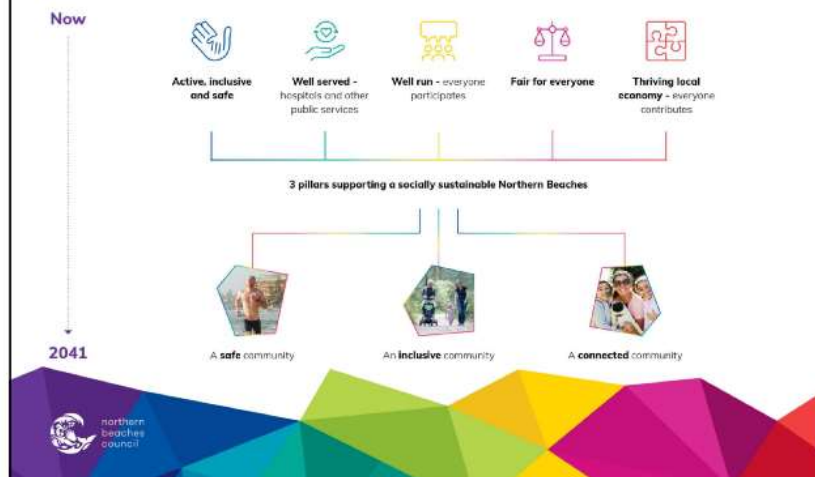 Now
Active, inclusive
and safe
Well served -
hospitals and other
public services
Well run - everyone
participates
Fair for everyone
Thriving local
economy - everyone
contributes
3 pillars supporting a socially sustainable Northern Beaches
2041
A safe community
An inclusive community
A connected community
northern
beaches
council